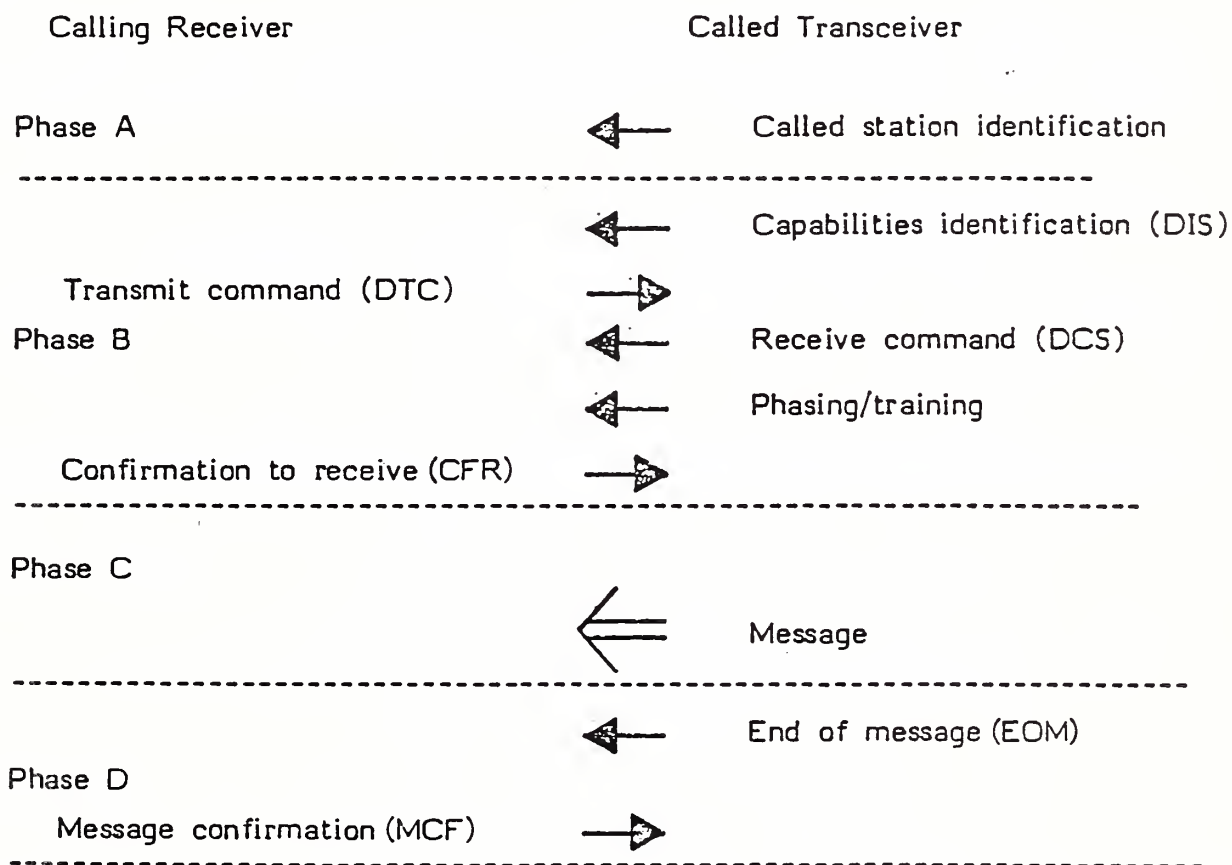 Calling Receiver Called Transceiver
Phase A Called station identification
Capabilities identification (DIS)
Transmit command (DTC)
Phase B Receive command (DCS)
Phasing/training
Confirmation to receive (CFR)
Phase C
Message
End of message (EOM)
Phase D
Message confirmation (MCF)